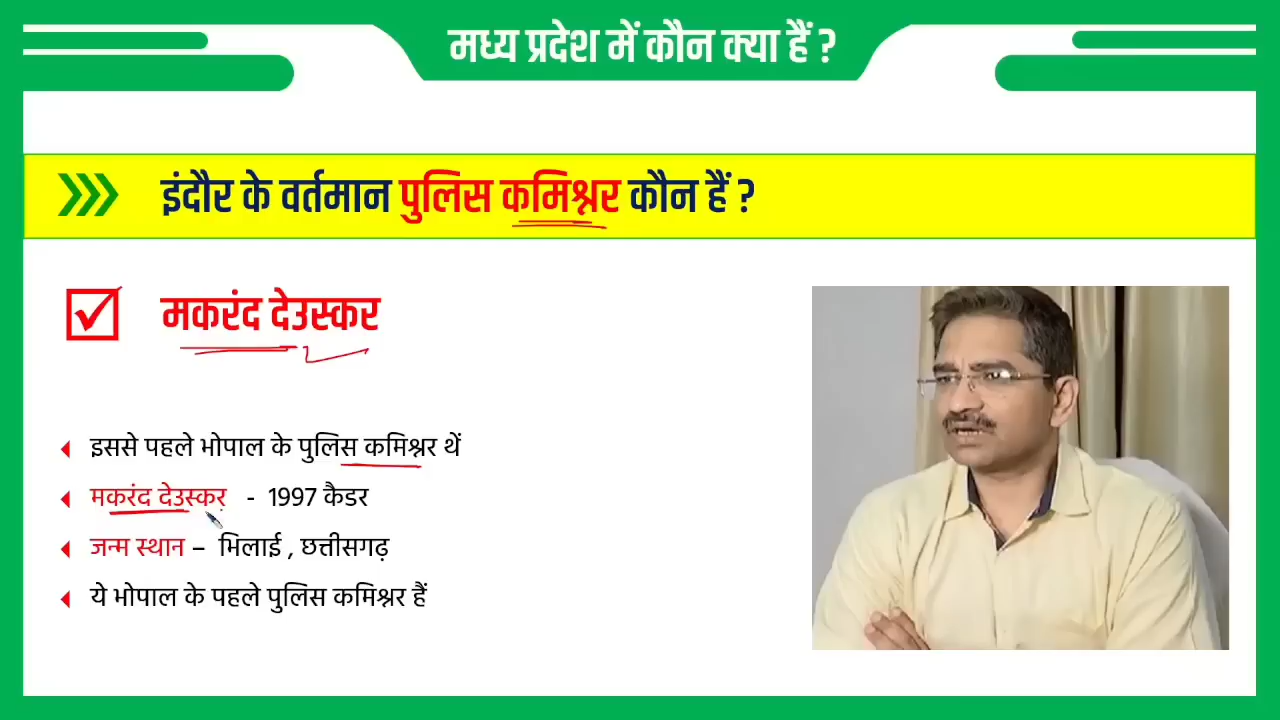 मध्य प्रदेश में कौन क्या हैं ?
इंदौर के वर्तमान पुलिस कमिश्नर कौन हैं ?
मकरंद देउस्कर
इससे पहले भोपाल के पुलिस कमिश्नर थें
मकरंद देउस्कर - 1997 कैडर
जन्म स्थान – भिलाई , छत्तीसगढ़
ये भोपाल के पहले पुलिस कमिश्नर हैं